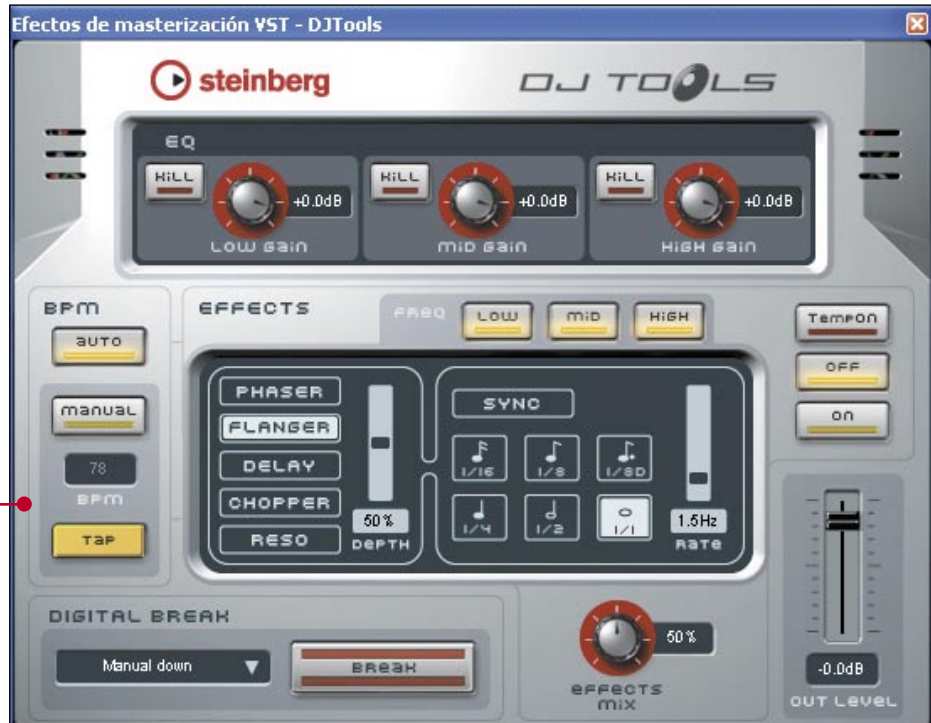 Efectos de masterización VST - DJTools
steinberg
DJ TOOLS
EQ
KILL
+0.0dB
LOW GAIN
KILL
+0.0dB
MID GAIN
KILL
+0.0dB
HIGH GAIN
BPM
AUTO
MANUAL
78
BPM
TAP
EFFECTS
FREQ
LOW
MID
HIGH
PHASER
FLANGER
DELAY
CHOPPER
RESO
50 %
DEPTH
SYNC
1/16
1/8
1/8D
1/4
1/2
1/1
1.5Hz
RATE
TEMPON
OFF
ON
-0.0dB
OUT LEVEL
DIGITAL BREAK
Manual down
BREAK
50 %
EFFECTS
MIX